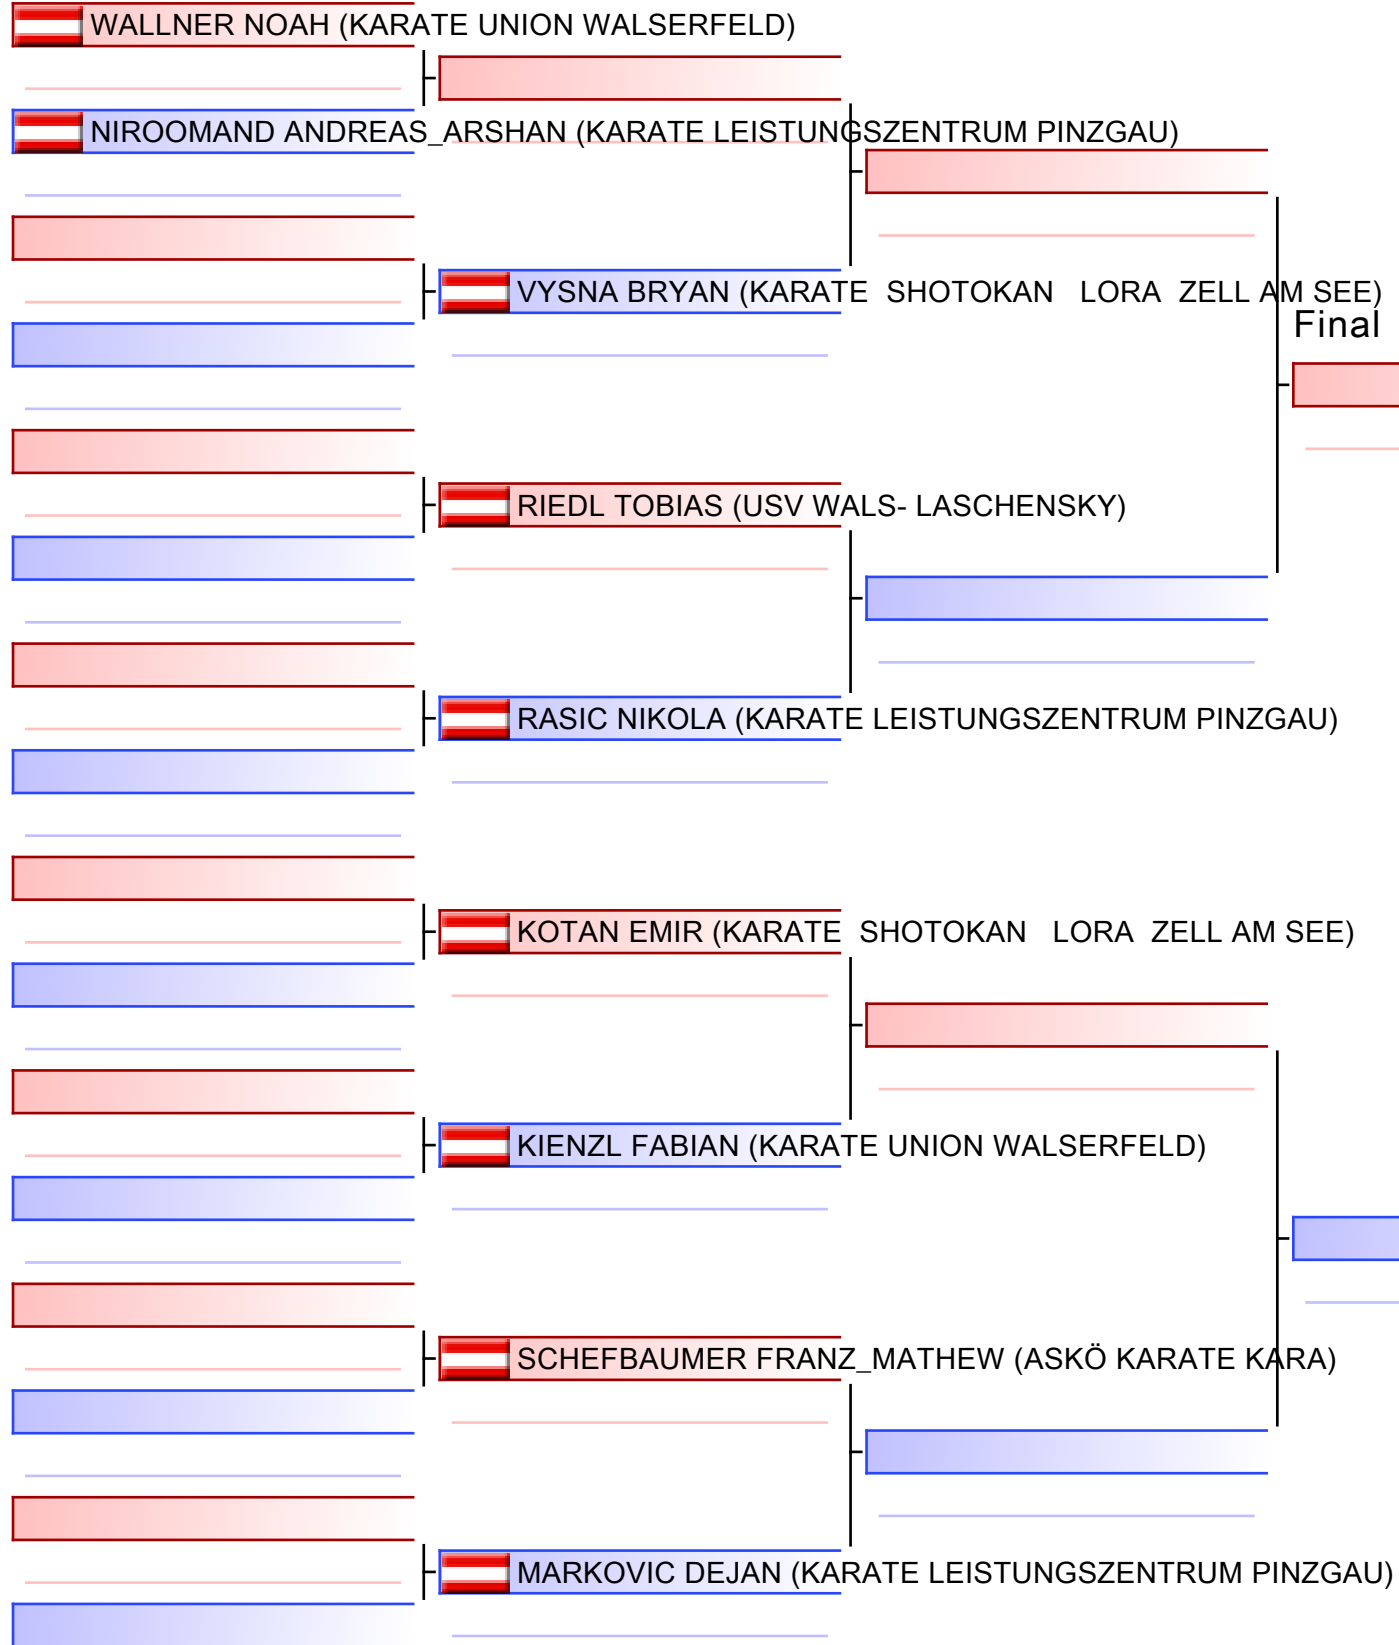 WALLNER NOAH (KARATE UNION WALSERFELD)
NIROOMAND ANDREAS_ARSHAN (KARATE LEISTUNGSZENTRUM PINZGAU)
VYSNA BRYAN (KARATE  SHOTOKAN   LORA  ZELL AM SEE)
Final
RIEDL TOBIAS (USV WALS- LASCHENSKY)
RASIC NIKOLA (KARATE LEISTUNGSZENTRUM PINZGAU)
KOTAN EMIR (KARATE  SHOTOKAN   LORA  ZELL AM SEE)
KIENZL FABIAN (KARATE UNION WALSERFELD)
SCHEFBAUMER FRANZ_MATHEW (ASKÖ KARATE KARA)
MARKOVIC DEJAN (KARATE LEISTUNGSZENTRUM PINZGAU)